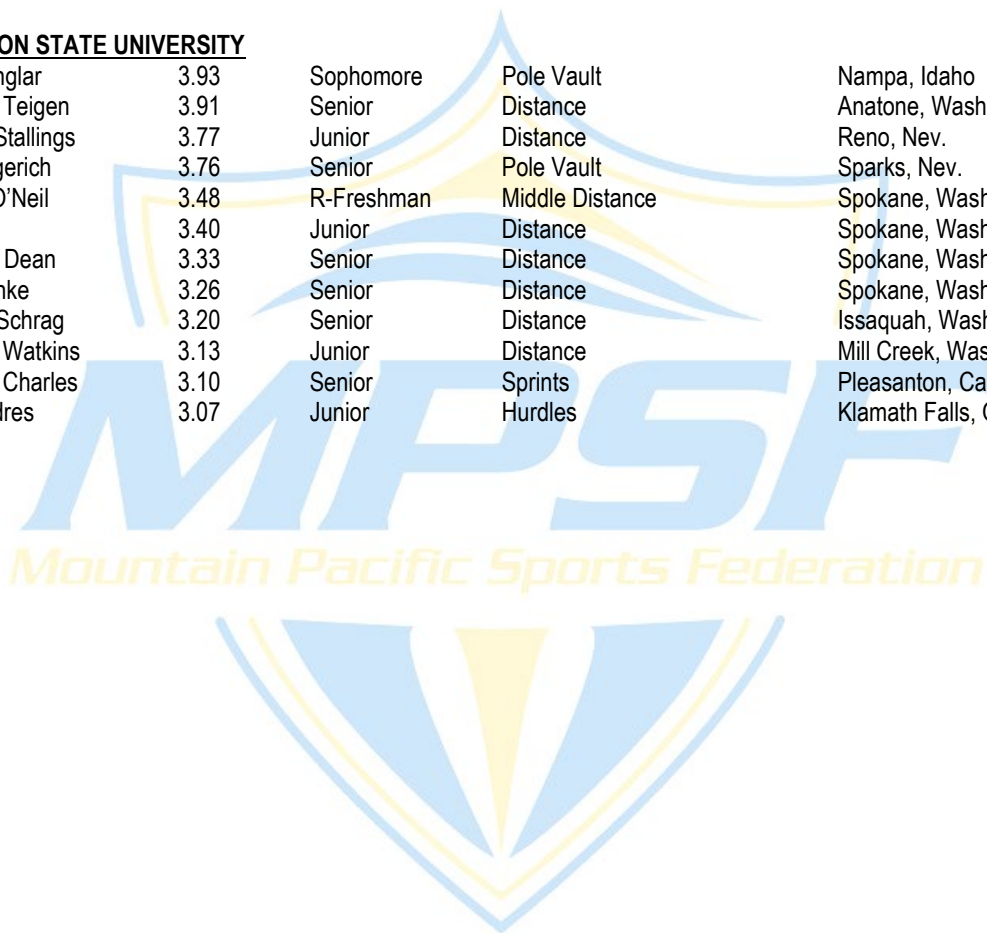 ON STATE UNIVERSITY
nglar 3.93 Sophomore Pole Vault Nampa, Idaho
Teigen 3.91 Senior Distance Anatone, Wash
Stallings 3.77 Junior Distance Reno, Nev.
gerich 3.76 Senior Pole Vault Sparks, Nev.
O’Neil 3.48 R-Freshman Middle Distance Spokane, Wash
3.40 Junior Distance Spokane, Wash
Dean 3.33 Senior Distance Spokane, Wash
nke 3.26 Senior Distance Spokane, Wash
Schrag 3.20 Senior Distance Issaquah, Wash
Watkins 3.13 Junior Distance Mill Creek, Was
Charles 3.10 Senior Sprints Pleasanton, Ca
dres 3.07 Junior Hurdles Klamath Falls, O
MPSF
Mountain Pacific Sports Federation